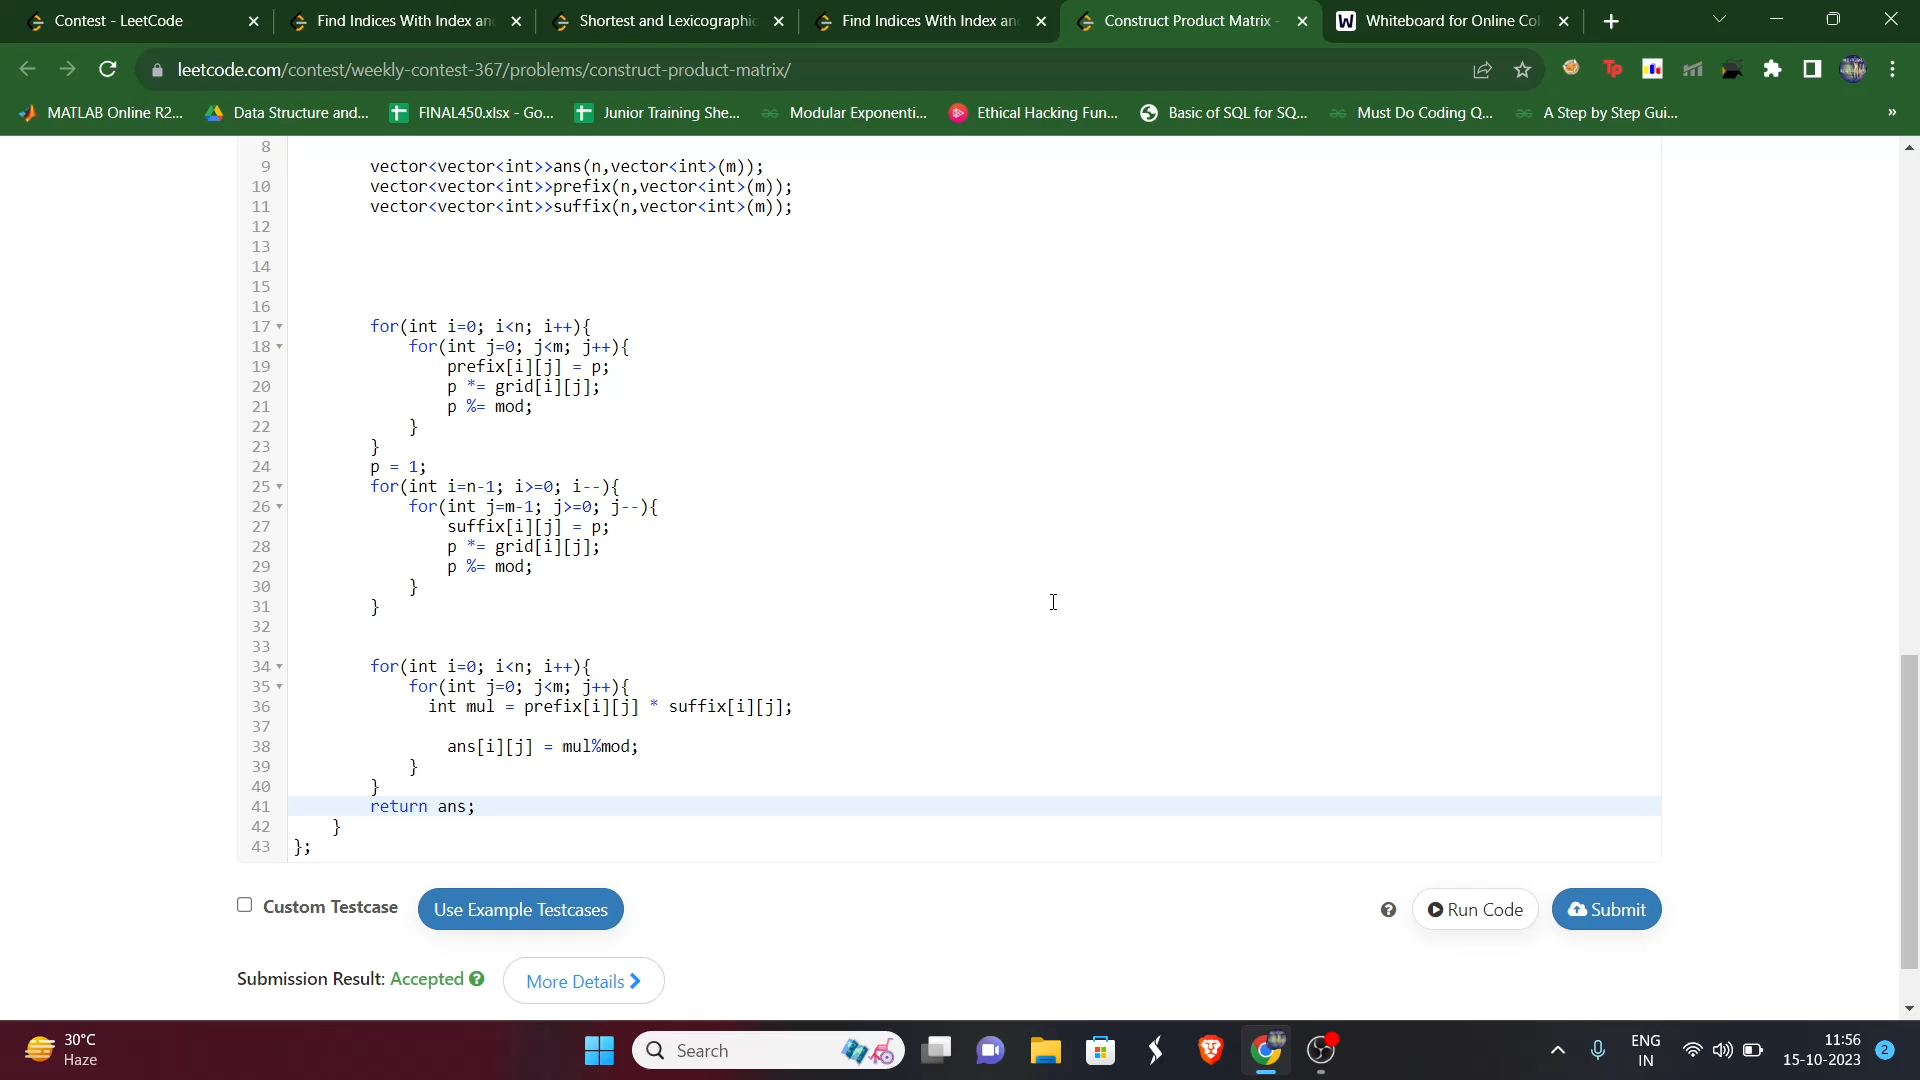 Contest - LeetCode
Find Indices With Index an
Shortest and Lexicographic
Find Indices With Index an
Construct Product Matrix -
Whiteboard for Online Col
leetcode.com/contest/weekly-contest-367/problems/construct-product-matrix/
MATLAB Online R2...
Data Structure and...
FINAL450.xlsx - Go...
Junior Training She...
Modular Exponenti...
Ethical Hacking Fun...
Basic of SQL for SQ...
Must Do Coding Q...
A Step by Step Gui...
»
8
9 vector<vector<int>>ans(n,vector<int>(m));
10 vector<vector<int>>prefix(n,vector<int>(m));
11 vector<vector<int>>suffix(n,vector<int>(m));
12
13
14
15
16
17 for(int i=0; i<n; i++){
18 for(int j=0; j<m; j++){
19 prefix[i][j] = p;
20 p *= grid[i][j];
21 p %= mod;
22 }
23 }
24 p = 1;
25 for(int i=n-1; i>=0; i--){
26 for(int j=m-1; j>=0; j--){
27 suffix[i][j] = p;
28 p *= grid[i][j];
29 p %= mod;
30 }
31 }
32
33
34 for(int i=0; i<n; i++){
35 for(int j=0; j<m; j++){
36 int mul = prefix[i][j] * suffix[i][j];
37
38 ans[i][j] = mul%mod;
39 }
40 }
41 return ans;
42 }
43 };
Custom Testcase
Use Example Testcases
Run Code
Submit
Submission Result: Accepted
More Details
30°C
Haze
Search
ENG
IN
11:56
15-10-2023
2